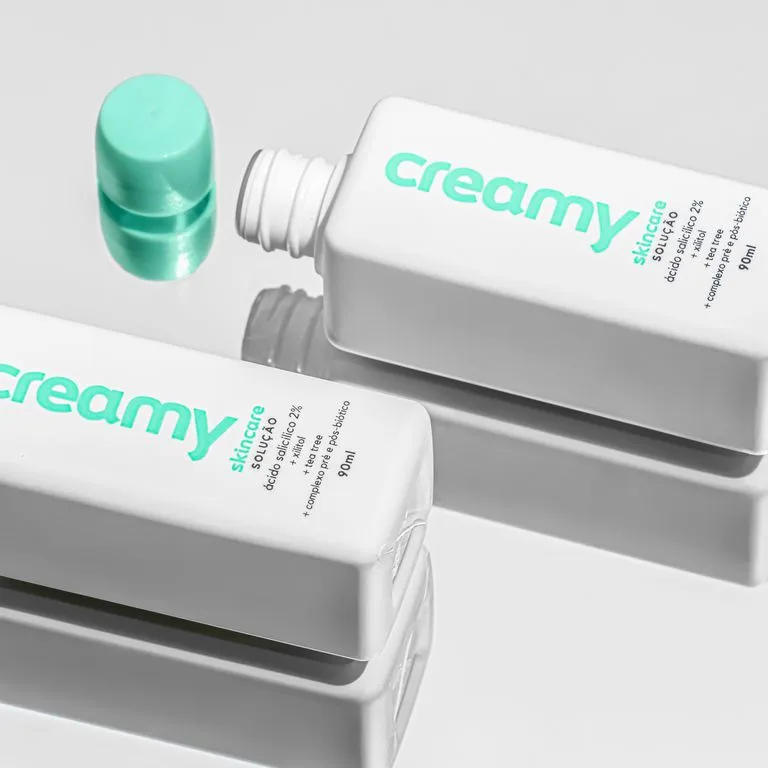 creamy
skincare
SOLUÇÃO
ácido salicílico 2%
+ xilitol
+ tea tree
+ complexo pré e pós-biótico
90ml
creamy
skincare
SOLUÇÃO
ácido salicílico 2%
+ xilitol
+ tea tree
+ complexo pré e pós-biótico
90ml